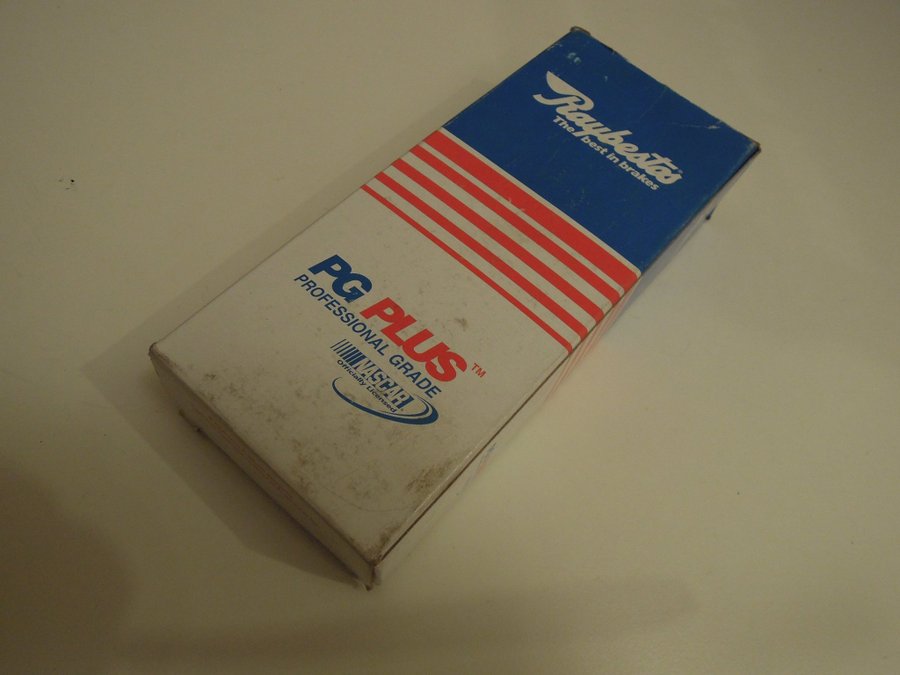 Raybestos
The best in brakes
PG PLUS™
PROFESSIONAL GRADE
NASCAR
Officially Licensed